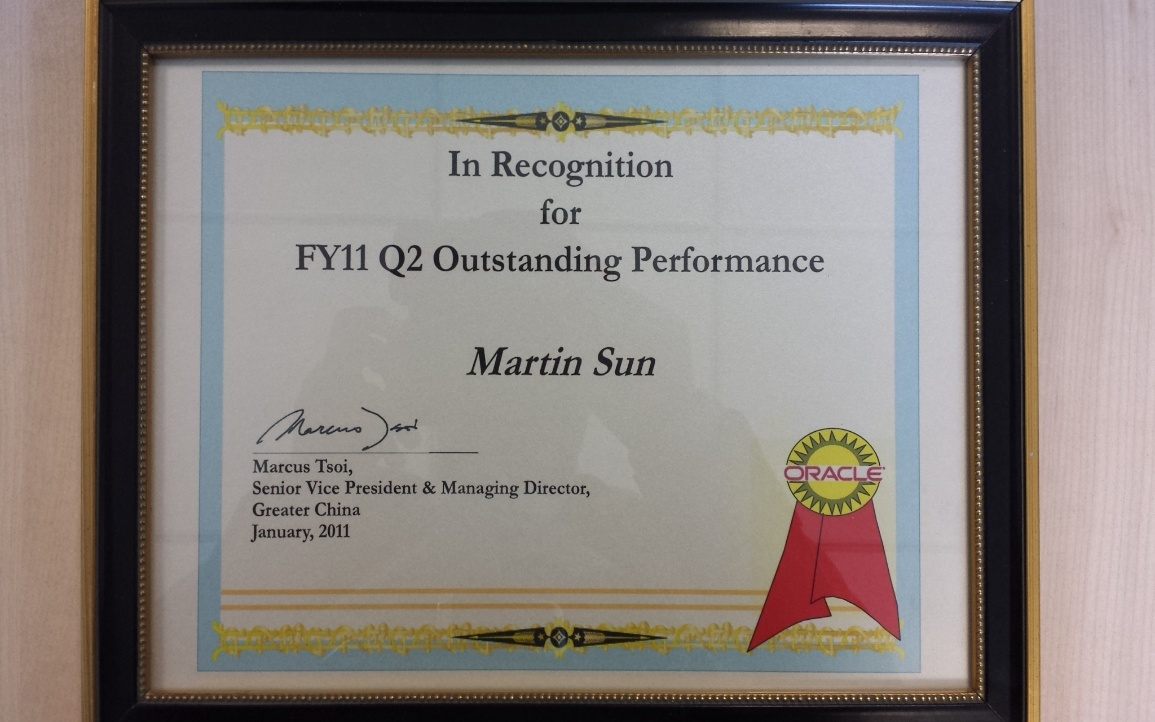 In Recognition
for
FY11 Q2 Outstanding Performance
Martin Sun
Marcus Tsoi
Marcus Tsoi,
Senior Vice President & Managing Director,
Greater China
January, 2011
ORACLE